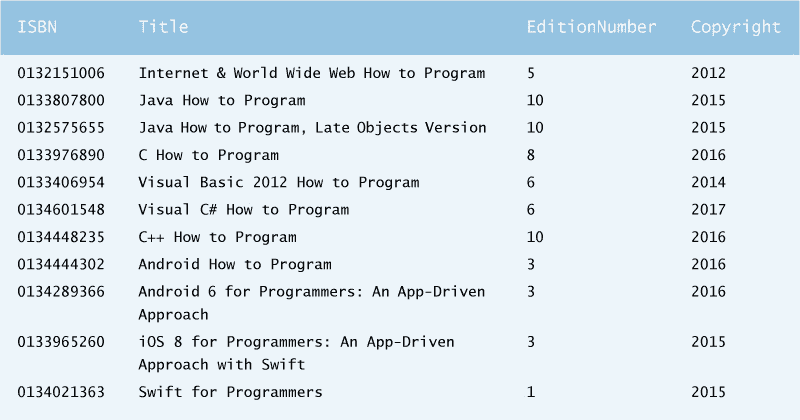 ISBN Title EditionNumber Copyright
0132151006 Internet & World Wide Web How to Program 5 2012
0133807800 Java How to Program 10 2015
0132575655 Java How to Program, Late Objects Version 10 2015
0133976890 C How to Program 8 2016
0133406954 Visual Basic 2012 How to Program 6 2014
0134601548 Visual C# How to Program 6 2017
0134448235 C++ How to Program 10 2016
0134444302 Android How to Program 3 2016
0134289366 Android 6 for Programmers: An App-Driven 3 2016
Approach
0133965260 iOS 8 for Programmers: An App-Driven 3 2015
Approach with Swift
0134021363 Swift for Programmers 1 2015